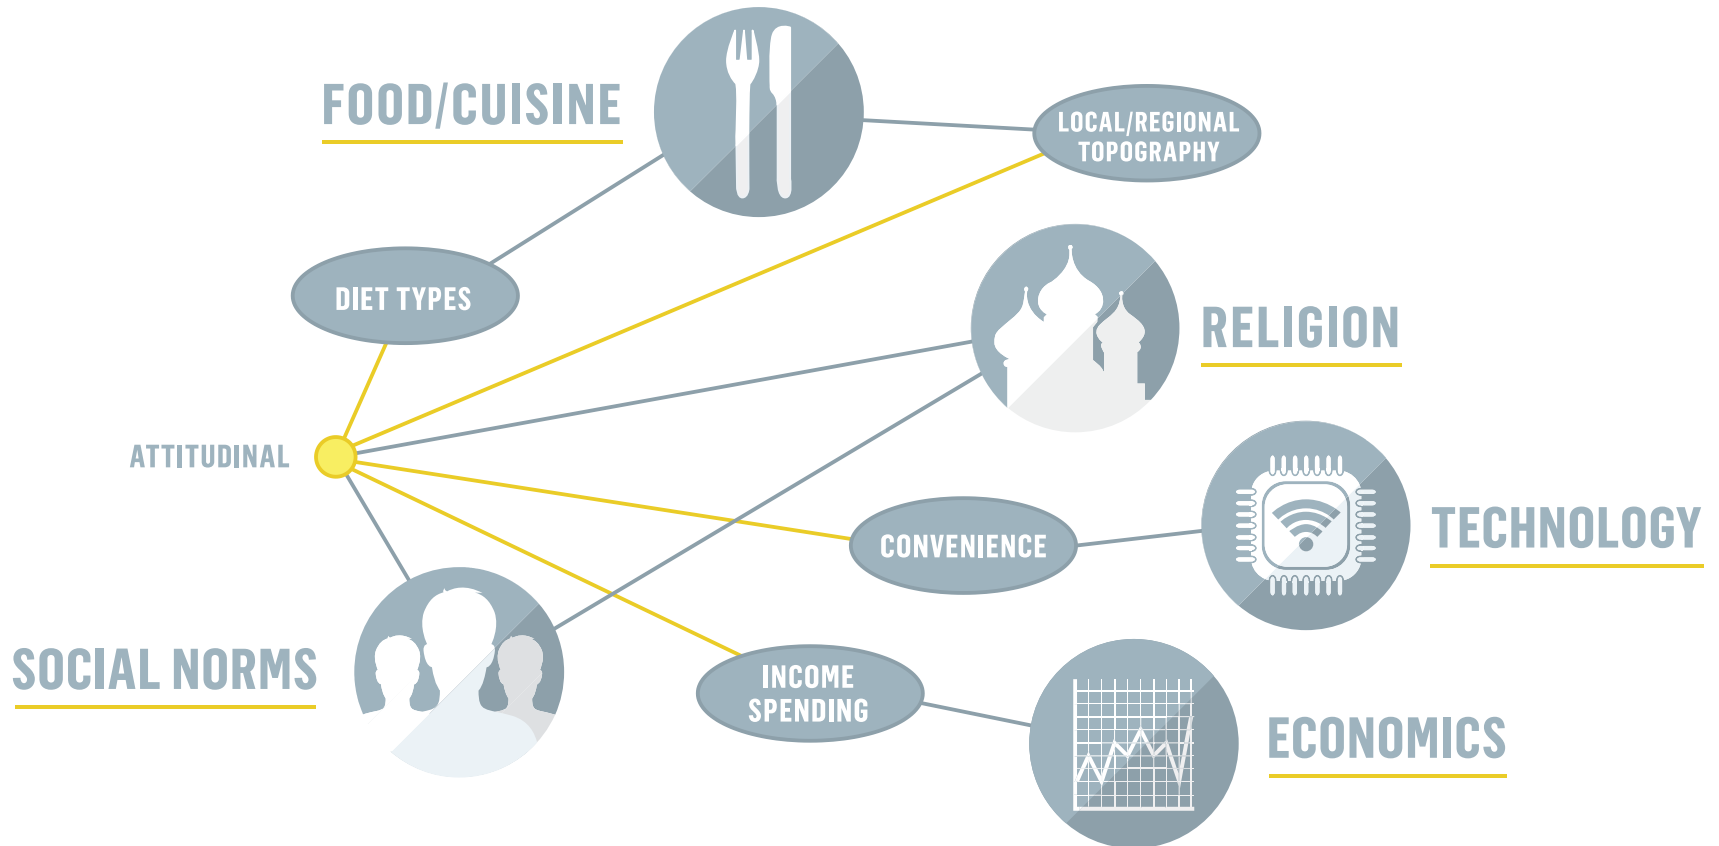 FOOD/CUISINE
LOCAL/REGIONAL
TOPOGRAPHY
DIET TYPES
RELIGION
ATTITUDINAL
TECHNOLOGY
CONVENIENCE
SOCIAL NORMS
INCOME
SPENDING
ECONOMICS